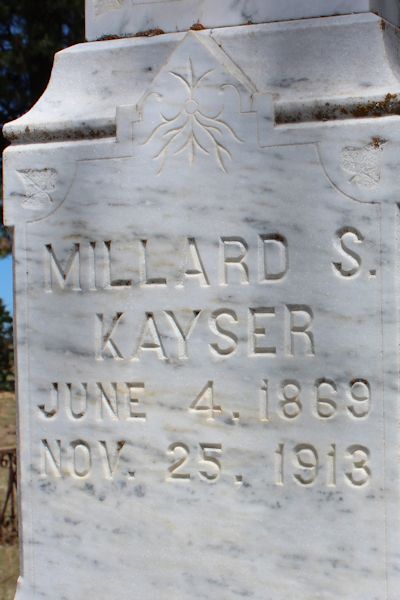 MILLARD S.
KAYSER
JUNE 4, 1869
NOV. 25, 1913